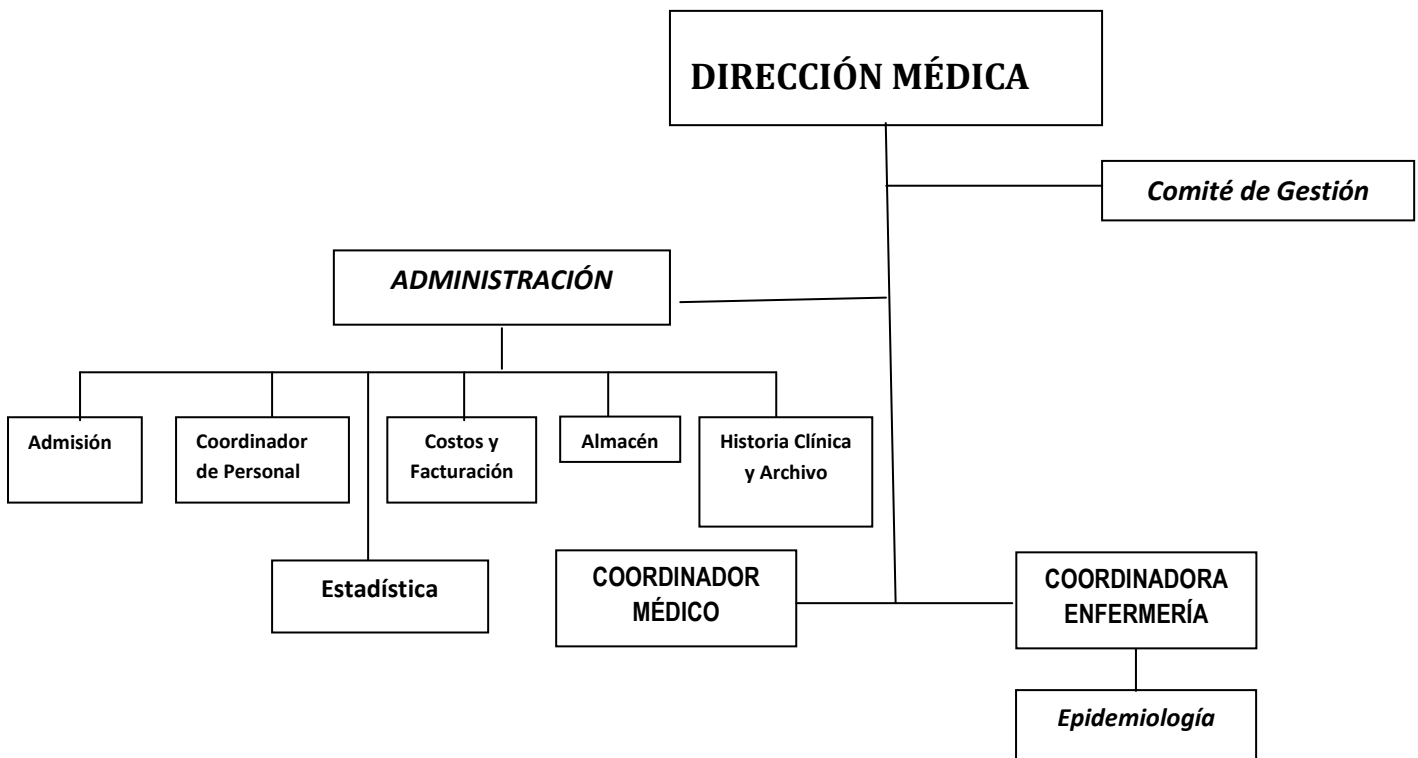 DIRECCIÓN MÉDICA
Comité de Gestión
ADMINISTRACIÓN
Admisión
Coordinador
de Personal
Costos y
Facturación
Almacén
Historia Clínica
y Archivo
Estadística
COORDINADOR
MÉDICO
COORDINADORA
ENFERMERÍA
Epidemiología